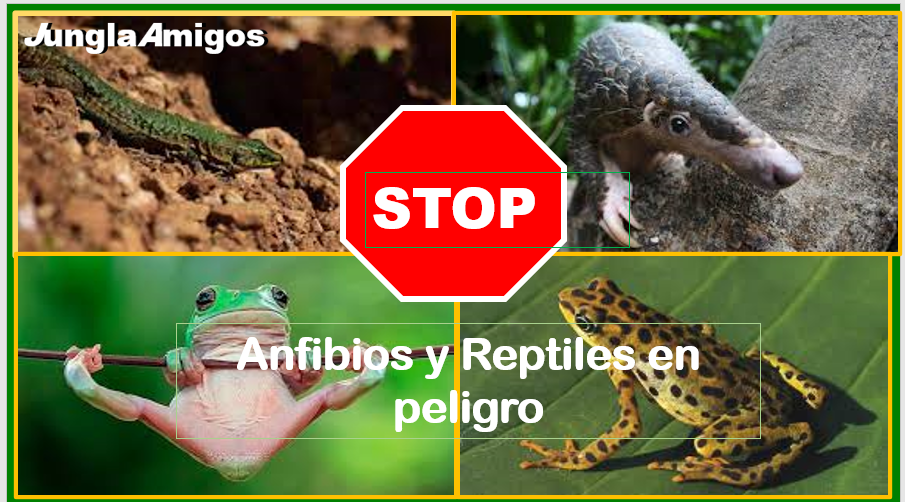 JunglaAmigos
STOP
Anfibios y Reptiles en
peligro